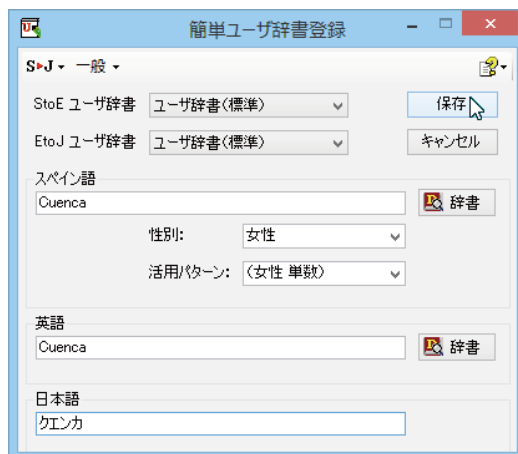 簡単ユーザ辞書登録
S▶J 一般
StoE ユーザ辞書 ユーザ辞書(標準) 保存
EtoJ ユーザ辞書 ユーザ辞書(標準) キャンセル
スペイン語
Cuenca 辞書
性別: 女性
活用パターン: (女性 単数)
英語
Cuenca 辞書
日本語
クエンカ